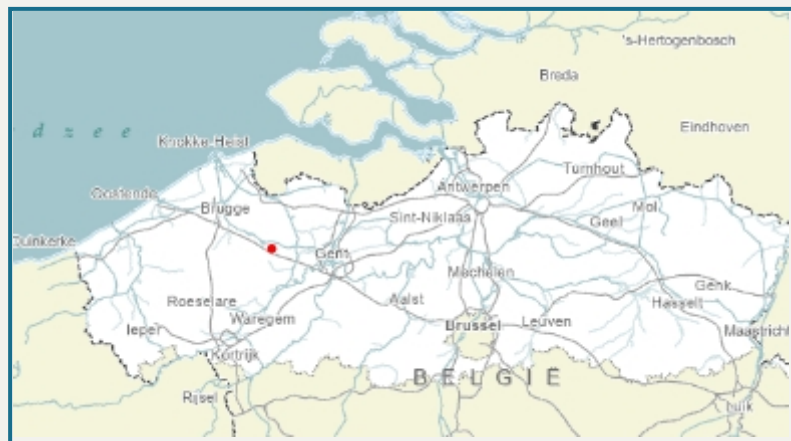 's-Hertogenbosch
Breda
Eindhoven
d z e e
Knokke-Heist
Turnhout
Antwerpen
Oostende
Brugge
Sint-Niklaas
Mol
Geel
Duinkerke
Gent
Mechelen
Genk
Roeselare
Aalst
Hasselt
Waregem
Ieper
Brussel
Leuven
Maastricht
Kortrijk
BELGIË
Rijsel
Luik